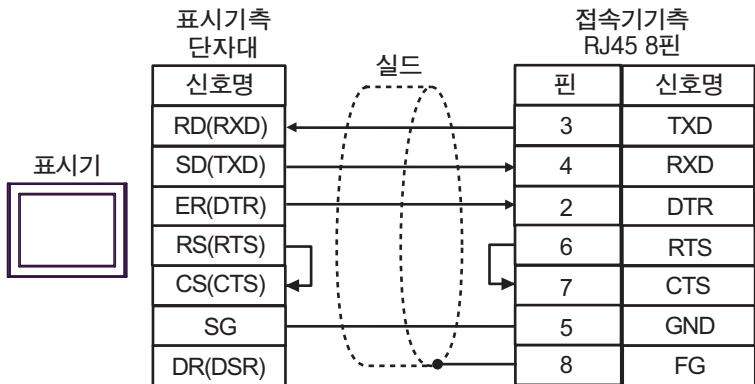 표시기측
단자대
접속기기측
RJ45 8핀
실드
신호명
핀
신호명
RD(RXD)
3
TXD
표시기
SD(TXD)
4
RXD
ER(DTR)
2
DTR
RS(RTS)
6
RTS
CS(CTS)
7
CTS
SG
5
GND
DR(DSR)
8
FG